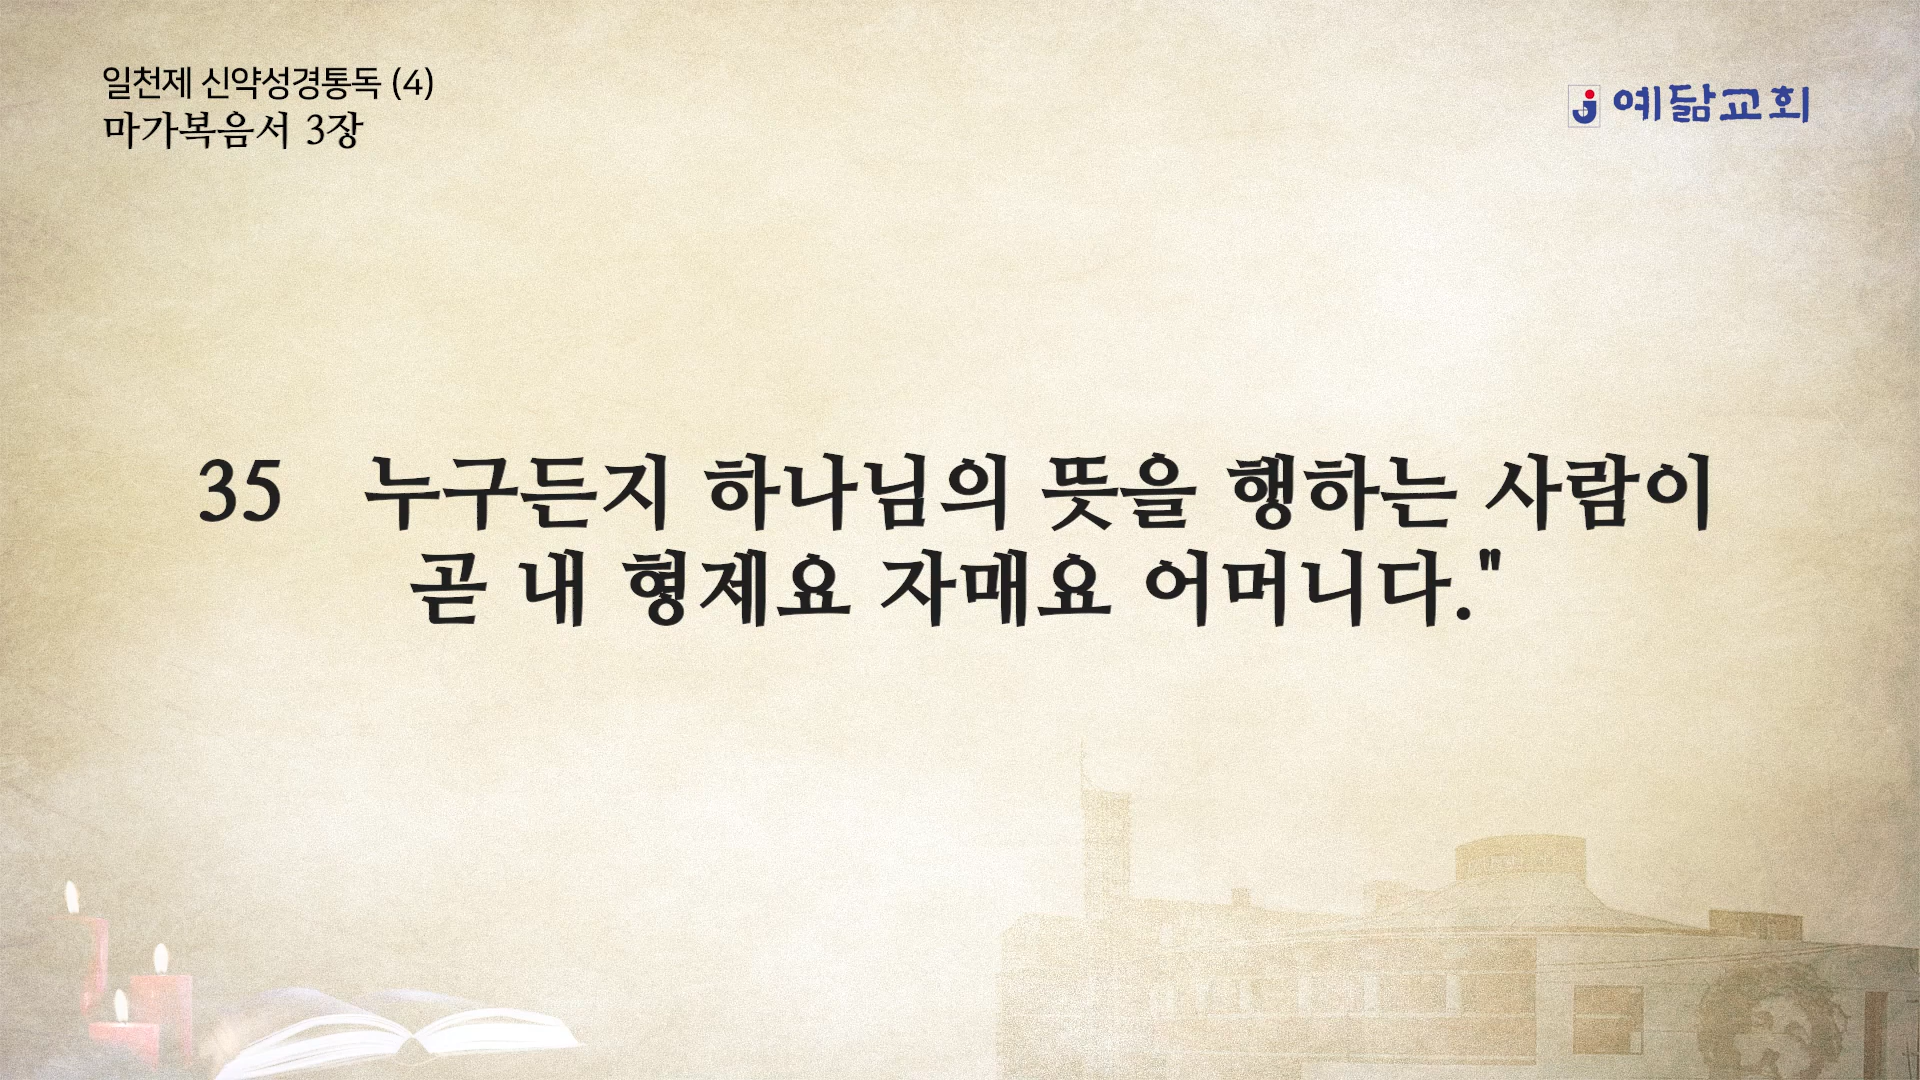 일천제 신약성경통독 (4)
마가복음서 3장
예닮교회
35 누구든지 하나님의 뜻을 행하는 사람이
곧 내 형제요 자매요 어머니다."